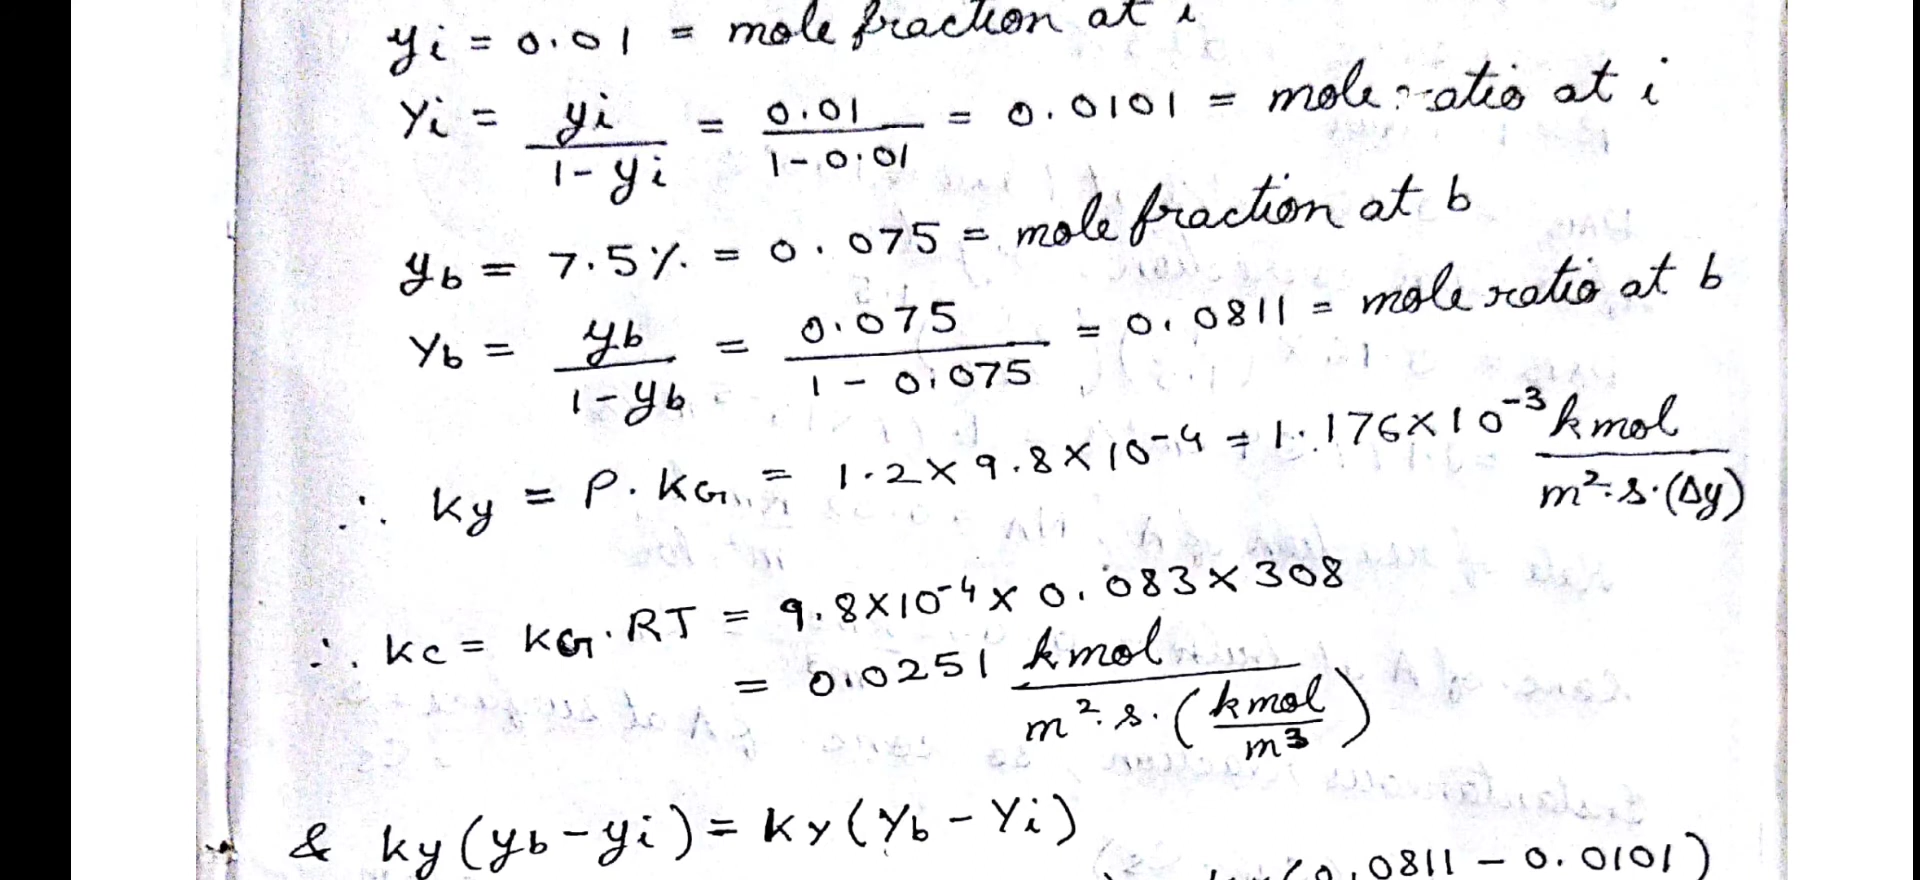 yi = 0.01 = mole fraction at i
Yi = yi / (1 - yi) = 0.01 / (1 - 0.01) = 0.0101 = mole ratio at i
yb = 7.5% = 0.075 = mole fraction at b
Yb = yb / (1 - yb) = 0.075 / (1 - 0.075) = 0.0811 = mole ratio at b
∴ ky = P. kG = 1.2 × 9.8 × 10^-4 = 1.176 × 10^-3 kmol / m².s.(Δy)
∴ kc = kG. RT = 9.8×10^-4 × 0.083 × 308
= 0.0251 kmol / m².s.(kmol / m³)
& ky (yb - yi) = kY (Yb - Yi)
(0.0811 - 0.0101)